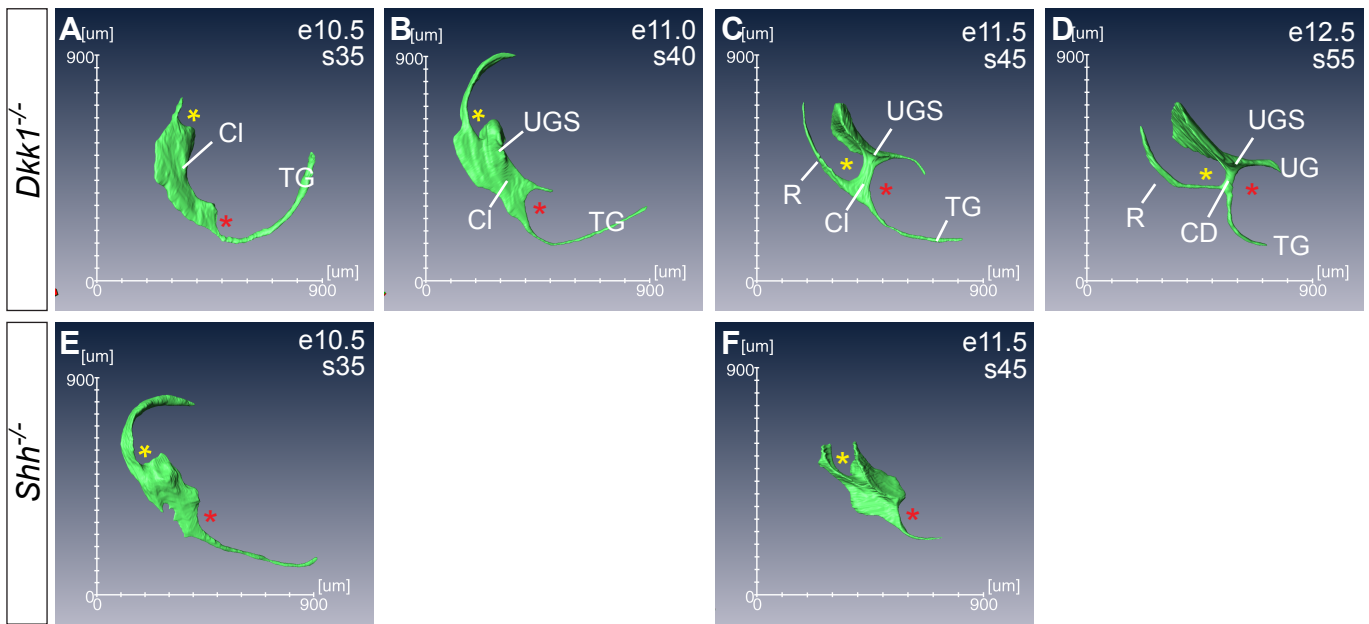 Dkk1-/-
A
[um]
e10.5
s35
900
*
Cl
TG
*
[um]
0
0
900
B
[um]
e11.0
s40
900
*
UGS
Cl
*
TG
[um]
0
0
900
C
[um]
e11.5
s45
900
UGS
*
R
*
Cl
TG
[um]
0
0
900
D
[um]
e12.5
s55
900
UGS
UG
*
*
R
CD
TG
[um]
0
0
900
Shh-/-
E
[um]
e10.5
s35
900
*
*
[um]
0
0
900
F
[um]
e11.5
s45
900
*
*
[um]
0
0
900